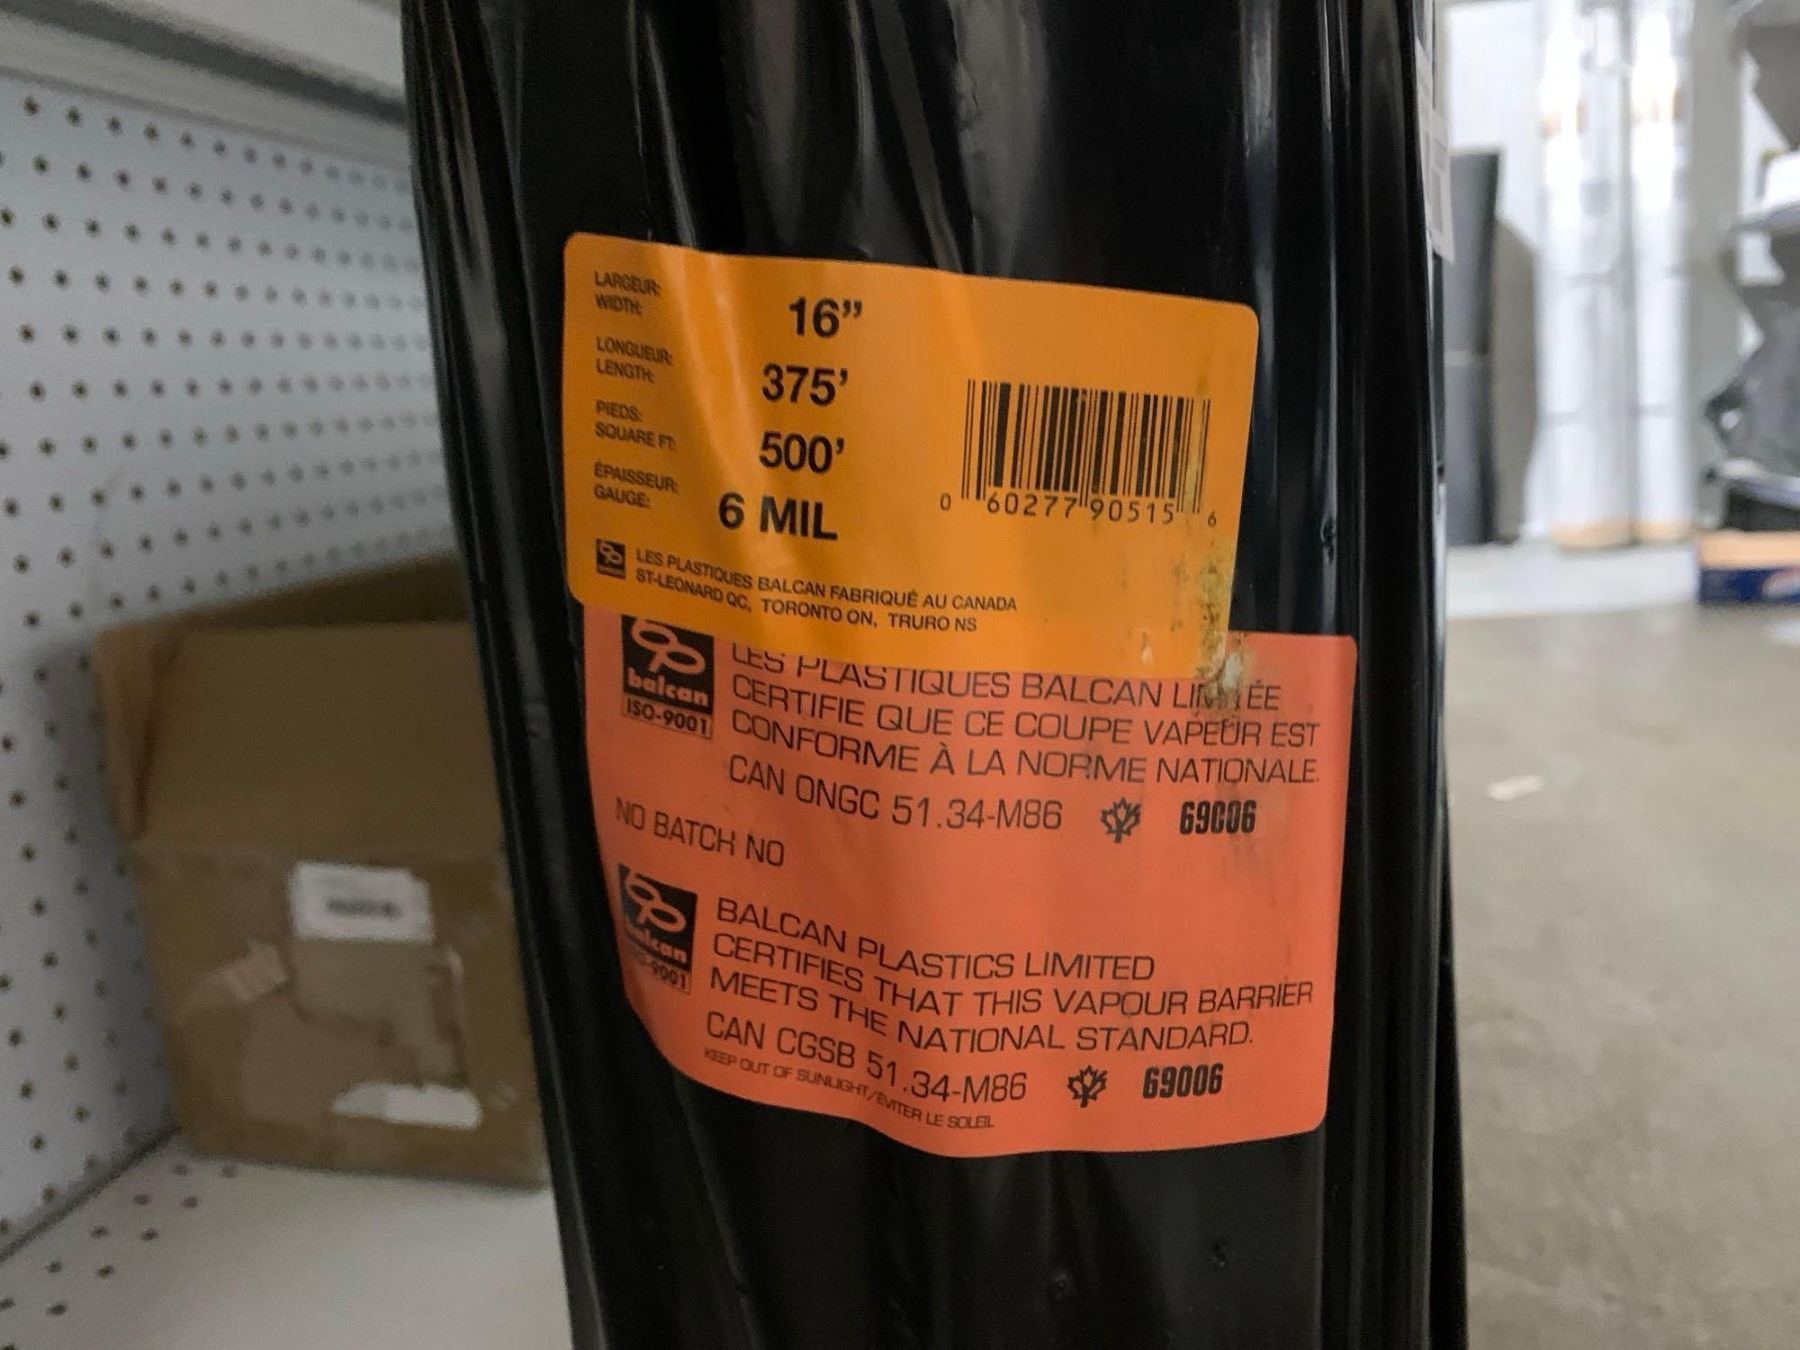 LARGEUR:
WIDTH:
16”
LONGUEUR:
LENGTH:
375’
PIEDS:
SQUARE FT:
500’
ÉPAISSEUR:
GAUGE:
6 MIL
0 60277 90515 6
LES PLASTIQUES BALCAN FABRIQUÉ AU CANADA
ST-LEONARD QC, TORONTO ON, TRURO NS
balcan
ISO-9001
LES PLASTIQUES BALCAN LIMITÉE
CERTIFIE QUE CE COUPE VAPEUR EST
CONFORME À LA NORME NATIONALE.
CAN ONGC 51.34-M86 69006
NO BATCH NO
balcan
ISO-9001
BALCAN PLASTICS LIMITED
CERTIFIES THAT THIS VAPOUR BARRIER
MEETS THE NATIONAL STANDARD.
CAN CGSB 51.34-M86 69006
KEEP OUT OF SUNLIGHT/ÉVITER LE SOLEIL